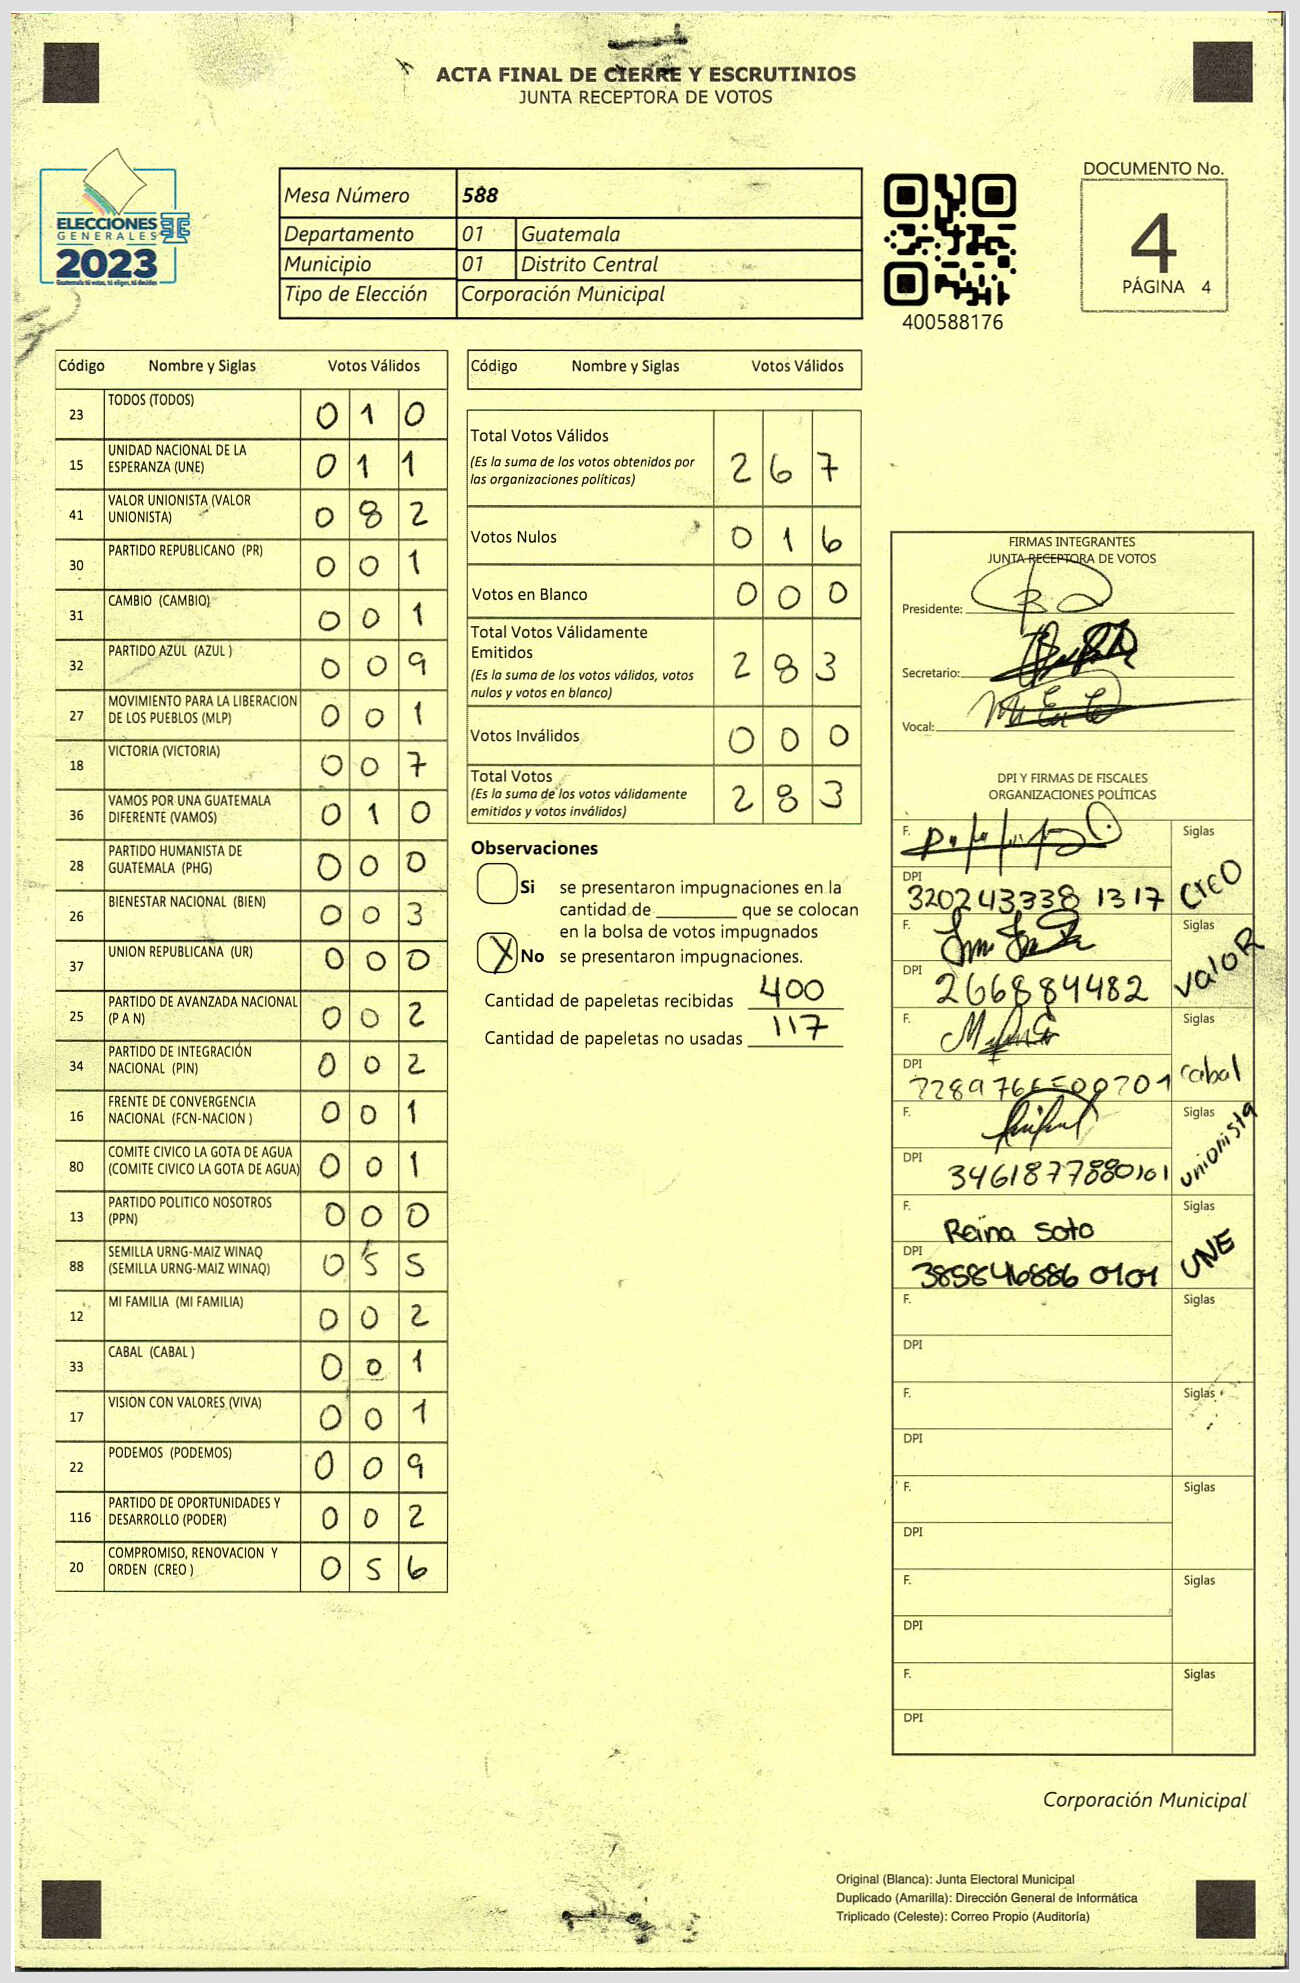 ACTA FINAL DE CIERRE Y ESCRUTINIOS
JUNTA RECEPTORA DE VOTOS
ELECCIONES
GENERALES
2023
Guatemala tú votas, tú eliges, tú decides
Mesa Número 588
Departamento 01 Guatemala
Municipio 01 Distrito Central
Tipo de Elección Corporación Municipal
400588176
DOCUMENTO No.
4
PÁGINA 4
Código Nombre y Siglas Votos Válidos
23 TODOS (TODOS) 0 1 0
15 UNIDAD NACIONAL DE LA
ESPERANZA (UNE) 0 1 1
41 VALOR UNIONISTA (VALOR
UNIONISTA) 0 8 2
30 PARTIDO REPUBLICANO (PR) 0 0 1
31 CAMBIO (CAMBIO) 0 0 1
32 PARTIDO AZUL (AZUL ) 0 0 9
27 MOVIMIENTO PARA LA LIBERACION
DE LOS PUEBLOS (MLP) 0 0 1
18 VICTORIA (VICTORIA) 0 0 7
36 VAMOS POR UNA GUATEMALA
DIFERENTE (VAMOS) 0 1 0
28 PARTIDO HUMANISTA DE
GUATEMALA (PHG) 0 0 0
26 BIENESTAR NACIONAL (BIEN) 0 0 3
37 UNION REPUBLICANA (UR) 0 0 0
25 PARTIDO DE AVANZADA NACIONAL
(P A N) 0 0 2
34 PARTIDO DE INTEGRACIÓN
NACIONAL (PIN) 0 0 2
16 FRENTE DE CONVERGENCIA
NACIONAL (FCN-NACION ) 0 0 1
80 COMITE CIVICO LA GOTA DE AGUA
(COMITE CIVICO LA GOTA DE AGUA) 0 0 1
13 PARTIDO POLITICO NOSOTROS
(PPN) 0 0 0
88 SEMILLA URNG-MAIZ WINAQ
(SEMILLA URNG-MAIZ WINAQ) 0 5 5
12 MI FAMILIA (MI FAMILIA) 0 0 2
33 CABAL (CABAL ) 0 0 1
17 VISION CON VALORES (VIVA) 0 0 1
22 PODEMOS (PODEMOS) 0 0 9
116 PARTIDO DE OPORTUNIDADES Y
DESARROLLO (PODER) 0 0 2
20 COMPROMISO, RENOVACION Y
ORDEN (CREO ) 0 5 6
Código Nombre y Siglas Votos Válidos
Total Votos Válidos
(Es la suma de los votos obtenidos por
las organizaciones políticas) 2 6 7
Votos Nulos 0 1 6
Votos en Blanco 0 0 0
Total Votos Válidamente
Emitidos
(Es la suma de los votos válidos, votos
nulos y votos en blanco) 2 8 3
Votos Inválidos 0 0 0
Total Votos
(Es la suma de los votos válidamente
emitidos y votos inválidos) 2 8 3
Observaciones
Si se presentaron impugnaciones en la
cantidad de ________ que se colocan
en la bolsa de votos impugnados
X No se presentaron impugnaciones.
Cantidad de papeletas recibidas 400
Cantidad de papeletas no usadas 117
FIRMAS INTEGRANTES
JUNTA RECEPTORA DE VOTOS
Presidente:
Secretario:
Vocal:
DPI Y FIRMAS DE FISCALES
ORGANIZACIONES POLÍTICAS
F. Siglas
DPI 320243338 1317 CREO
F. Siglas
DPI 266884482 VALOR
F. Siglas
DPI cabal
F. Siglas
DPI 3461877880101 unionista
F. Reina Soto Siglas
DPI 3858446886 0101 UNE
F. Siglas
DPI
F. Siglas
DPI
F. Siglas
DPI
F. Siglas
DPI
F. Siglas
DPI
Corporación Municipal
Original (Blanca): Junta Electoral Municipal
Duplicado (Amarilla): Dirección General de Informática
Triplicado (Celeste): Correo Propio (Auditoría)